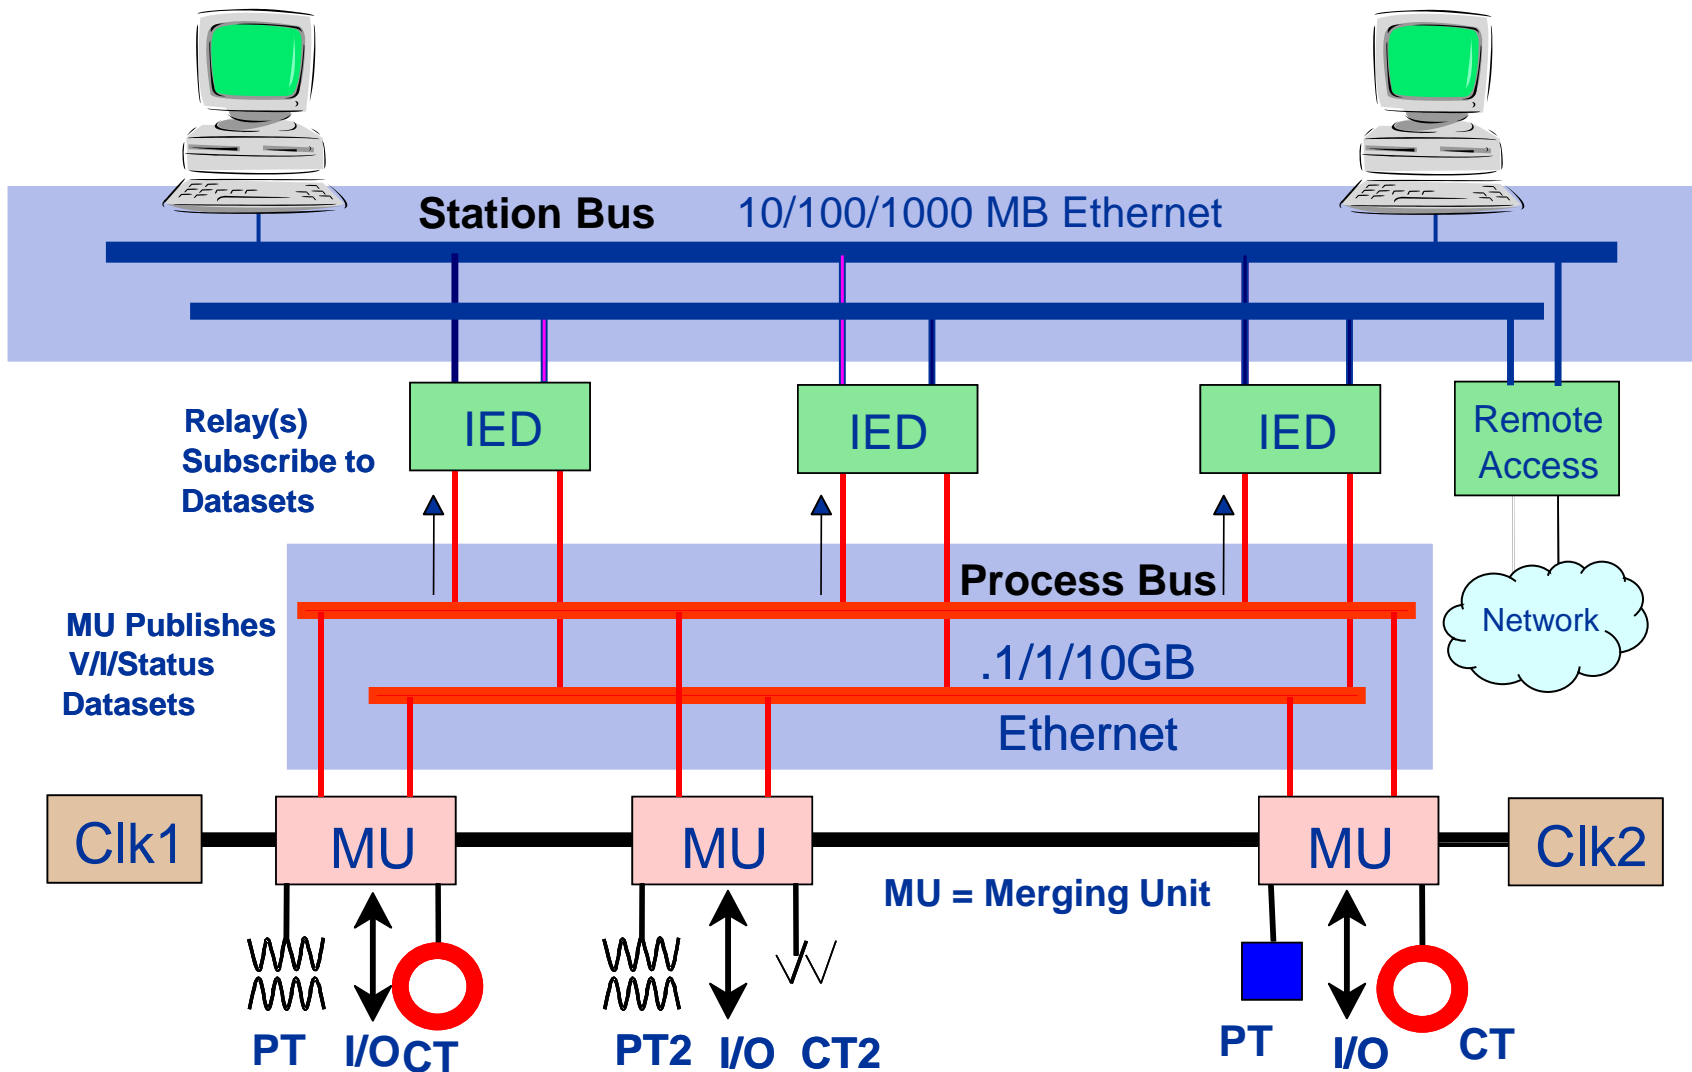 Station Bus 10/100/1000 MB Ethernet
IED
IED
IED
Remote
Access
Relay(s)
Subscribe to
Datasets
Process Bus
Network
MU Publishes
V/I/Status
Datasets
.1/1/10GB
Ethernet
Clk1
MU
MU
MU
Clk2
MU = Merging Unit
PT
I/O
CT
PT2
I/O
CT2
PT
I/O
CT